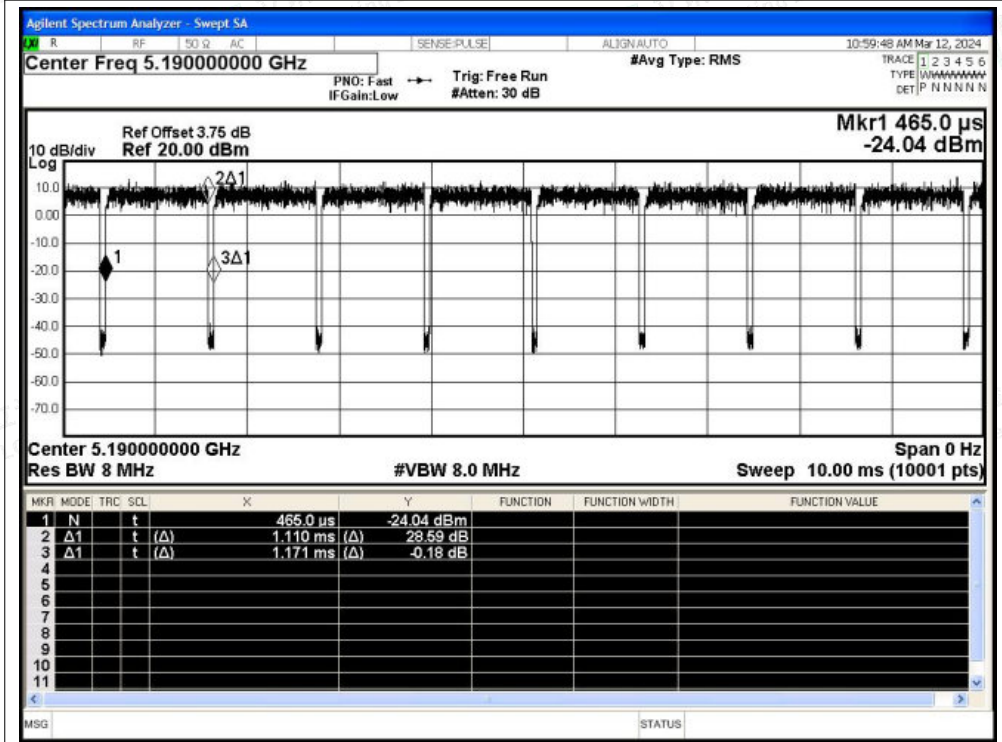 Agilent Spectrum Analyzer - Swept SA
LXI R RF 50 Ω AC SENSE:PULSE ALIGN AUTO 10:59:48 AM Mar 12, 2024
Center Freq 5.190000000 GHz #Avg Type: RMS TRACE 1 2 3 4 5 6
PNO: Fast Trig: Free Run TYPE
IFGain:Low #Atten: 30 dB DET P N N N N N
Mkr1 465.0 µs
Ref Offset 3.75 dB
10 dB/div Ref 20.00 dBm -24.04 dBm
Log
10.0
2Δ1
0.00
-10.0
1
3Δ1
-20.0
-30.0
-40.0
-50.0
-60.0
-70.0
Center 5.190000000 GHz Span 0 Hz
Res BW 8 MHz #VBW 8.0 MHz Sweep 10.00 ms (10001 pts)
MKR MODE TRC SCL X Y FUNCTION FUNCTION WIDTH FUNCTION VALUE
1 N t 465.0 µs -24.04 dBm
2 Δ1 t (Δ) 1.110 ms (Δ) 28.59 dB
3 Δ1 t (Δ) 1.171 ms (Δ) -0.18 dB
4
5
6
7
8
9
10
11
MSG STATUS